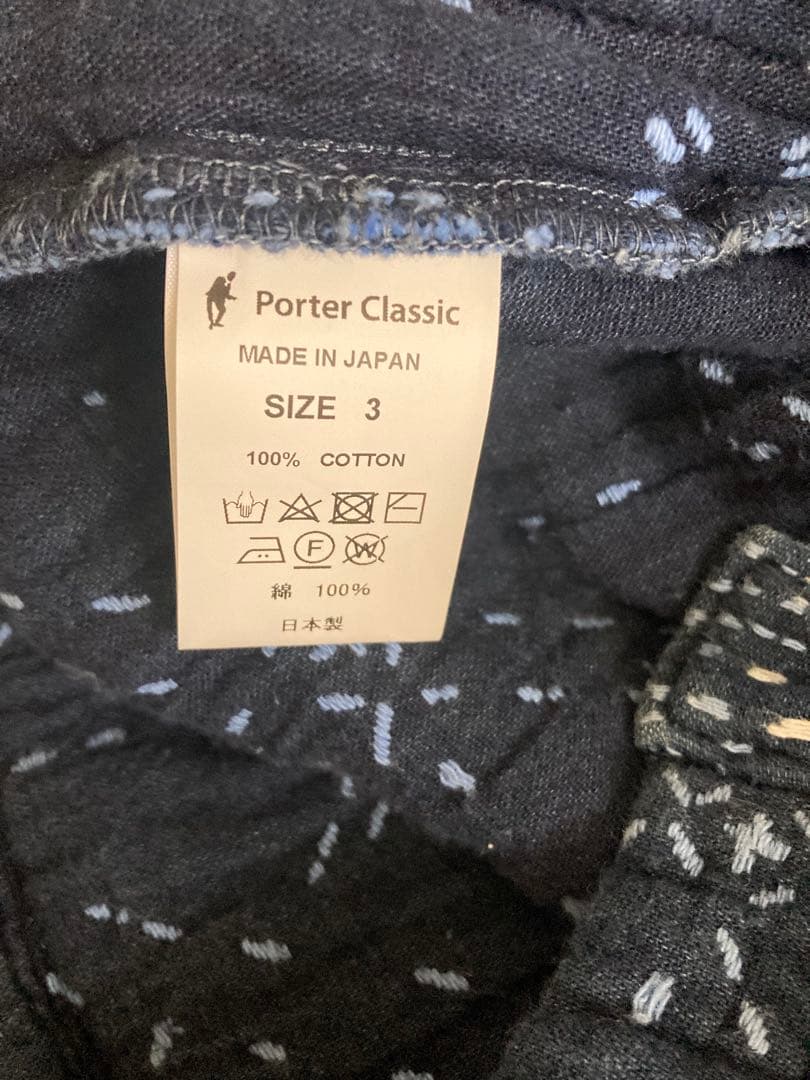 Porter Classic
MADE IN JAPAN
SIZE 3
100% COTTON
F W
綿 100%
日本製